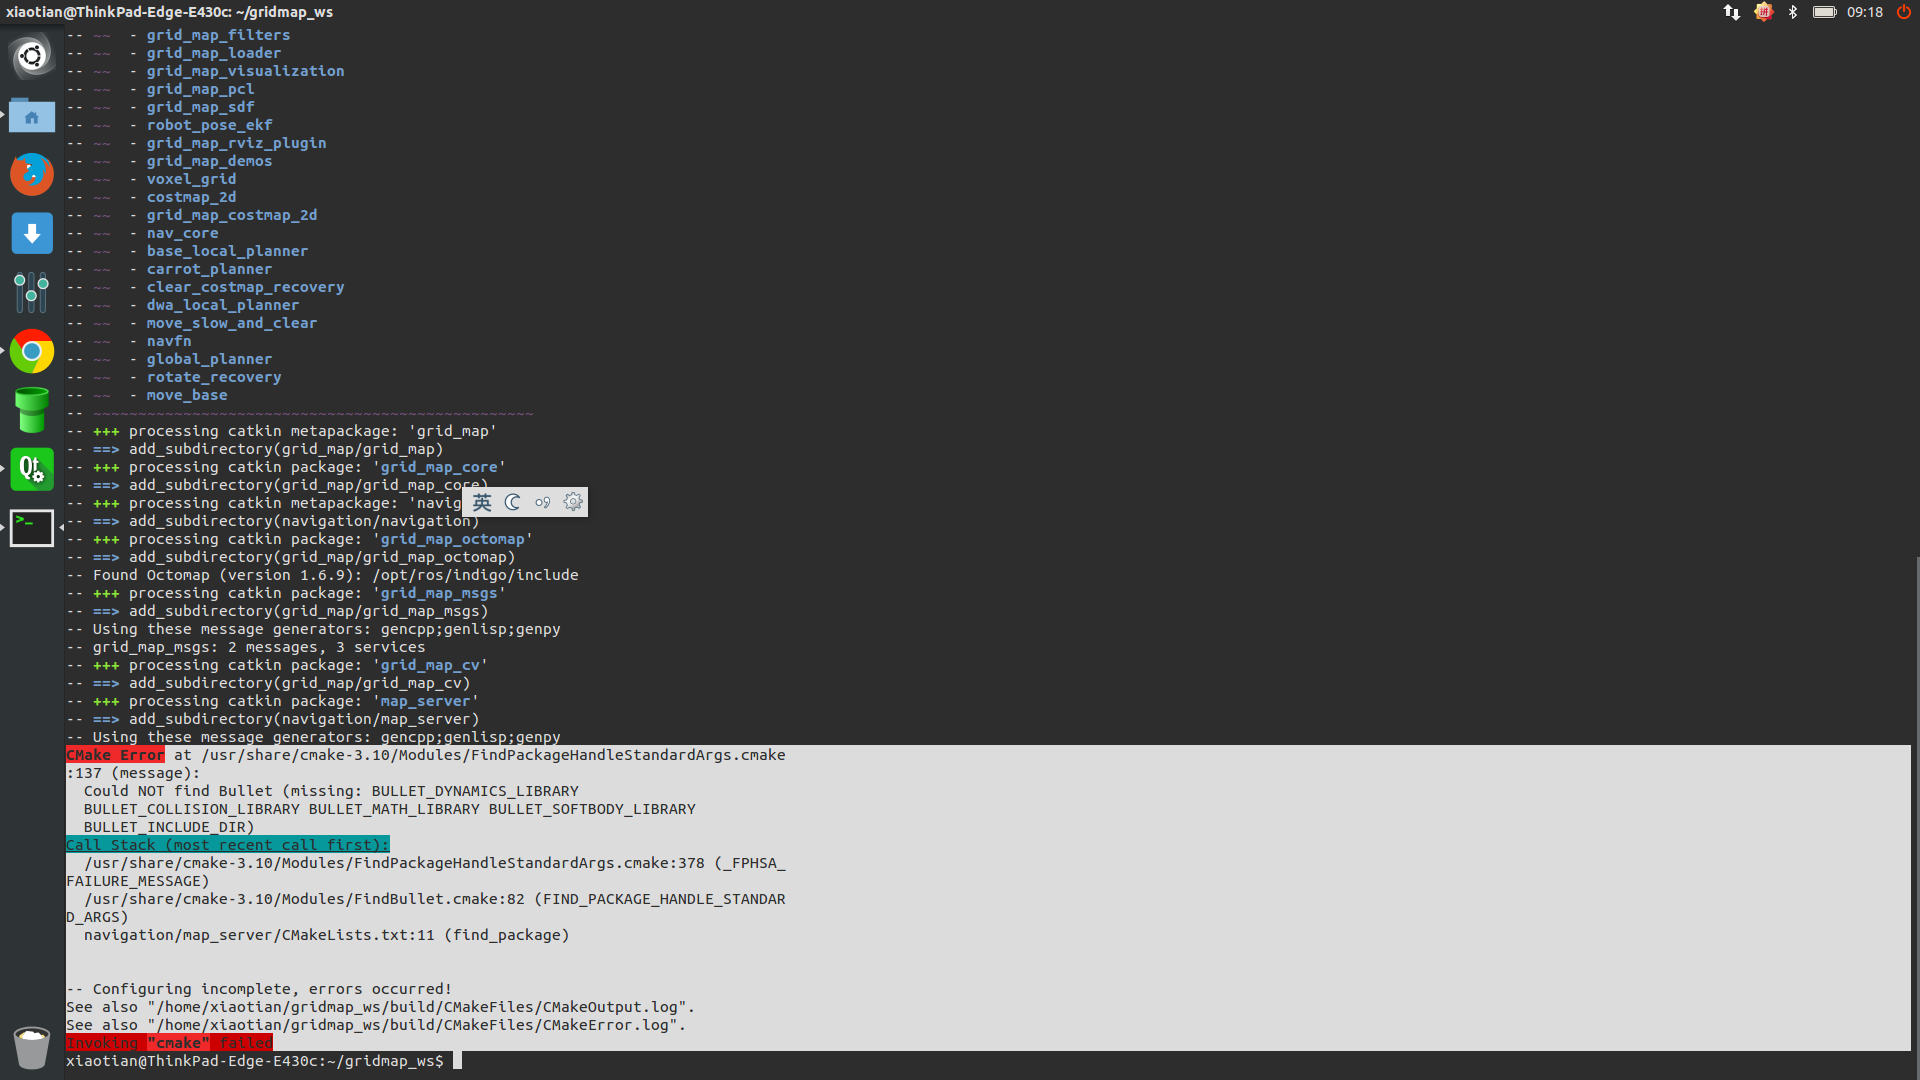 xiaotian@ThinkPad-Edge-E430c: ~/gridmap_ws
09:18
-- ~~  - grid_map_filters
-- ~~  - grid_map_loader
-- ~~  - grid_map_visualization
-- ~~  - grid_map_pcl
-- ~~  - grid_map_sdf
-- ~~  - robot_pose_ekf
-- ~~  - grid_map_rviz_plugin
-- ~~  - grid_map_demos
-- ~~  - voxel_grid
-- ~~  - costmap_2d
-- ~~  - grid_map_costmap_2d
-- ~~  - nav_core
-- ~~  - base_local_planner
-- ~~  - carrot_planner
-- ~~  - clear_costmap_recovery
-- ~~  - dwa_local_planner
-- ~~  - move_slow_and_clear
-- ~~  - navfn
-- ~~  - global_planner
-- ~~  - rotate_recovery
-- ~~  - move_base
-- ~~~~~~~~~~~~~~~~~~~~~~~~~~~~~~~~~~~~~~~~~~~~~~~~~
-- +++ processing catkin metapackage: 'grid_map'
-- ==> add_subdirectory(grid_map/grid_map)
-- +++ processing catkin package: 'grid_map_core'
-- ==> add_subdirectory(grid_map/grid_map_core)
-- +++ processing catkin metapackage: 'navig
英
-- ==> add_subdirectory(navigation/navigation)
-- +++ processing catkin package: 'grid_map_octomap'
-- ==> add_subdirectory(grid_map/grid_map_octomap)
-- Found Octomap (version 1.6.9): /opt/ros/indigo/include
-- +++ processing catkin package: 'grid_map_msgs'
-- ==> add_subdirectory(grid_map/grid_map_msgs)
-- Using these message generators: gencpp;genlisp;genpy
-- grid_map_msgs: 2 messages, 3 services
-- +++ processing catkin package: 'grid_map_cv'
-- ==> add_subdirectory(grid_map/grid_map_cv)
-- +++ processing catkin package: 'map_server'
-- ==> add_subdirectory(navigation/map_server)
-- Using these message generators: gencpp;genlisp;genpy
CMake Error at /usr/share/cmake-3.10/Modules/FindPackageHandleStandardArgs.cmake
:137 (message):
  Could NOT find Bullet (missing: BULLET_DYNAMICS_LIBRARY
  BULLET_COLLISION_LIBRARY BULLET_MATH_LIBRARY BULLET_SOFTBODY_LIBRARY
  BULLET_INCLUDE_DIR)
Call Stack (most recent call first):
  /usr/share/cmake-3.10/Modules/FindPackageHandleStandardArgs.cmake:378 (_FPHSA_
FAILURE_MESSAGE)
  /usr/share/cmake-3.10/Modules/FindBullet.cmake:82 (FIND_PACKAGE_HANDLE_STANDAR
D_ARGS)
  navigation/map_server/CMakeLists.txt:11 (find_package)
-- Configuring incomplete, errors occurred!
See also "/home/xiaotian/gridmap_ws/build/CMakeFiles/CMakeOutput.log".
See also "/home/xiaotian/gridmap_ws/build/CMakeFiles/CMakeError.log".
Invoking "cmake" failed
xiaotian@ThinkPad-Edge-E430c:~/gridmap_ws$
Qt